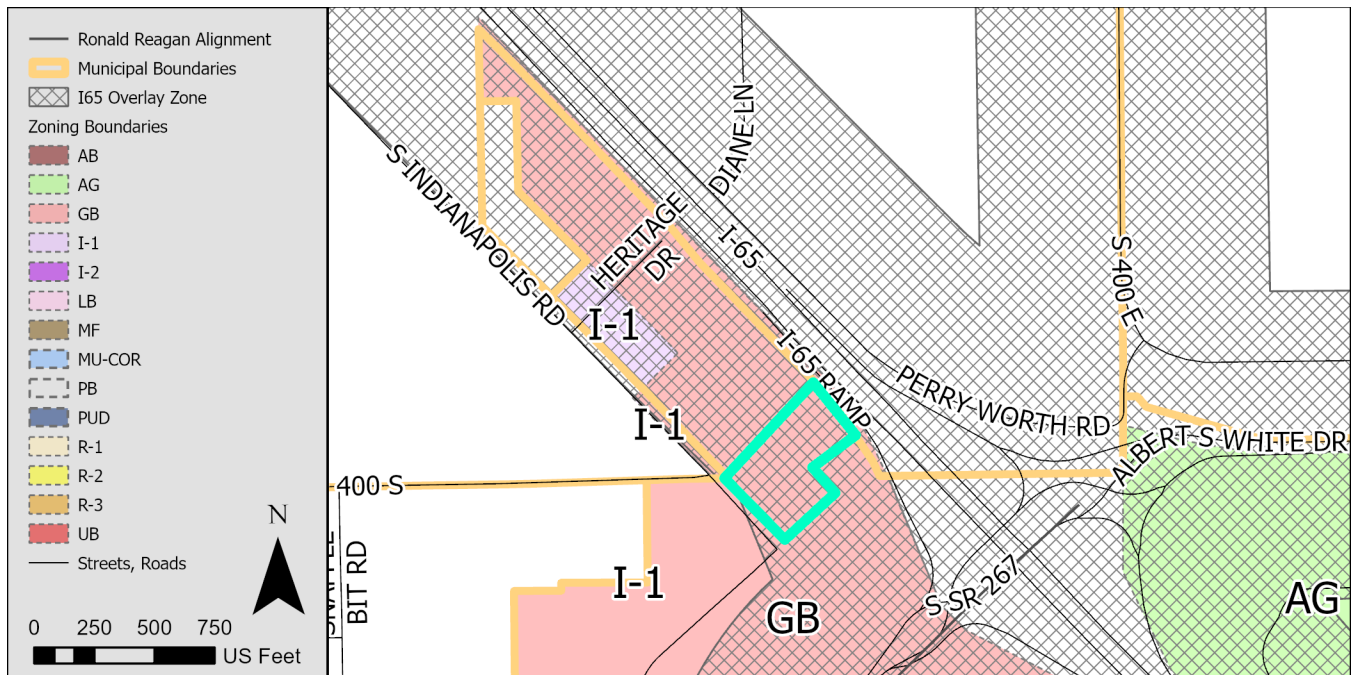 Ronald Reagan Alignment
Municipal Boundaries
I65 Overlay Zone
Zoning Boundaries
AB
AG
GB
I-1
I-2
LB
MF
MU-COR
PB
PUD
R-1
R-2
R-3
UB
Streets, Roads
N
0 250 500 750
US Feet
S INDIANAPOLIS RD
HERITAGE
DR
DIANE LN
I-65
I-65 RAMP
S 400 E
PERRY WORTH RD
ALBERT S WHITE DR
I-1
I-1
400 S
BIT RD
I-1
GB
S SR 267
AG